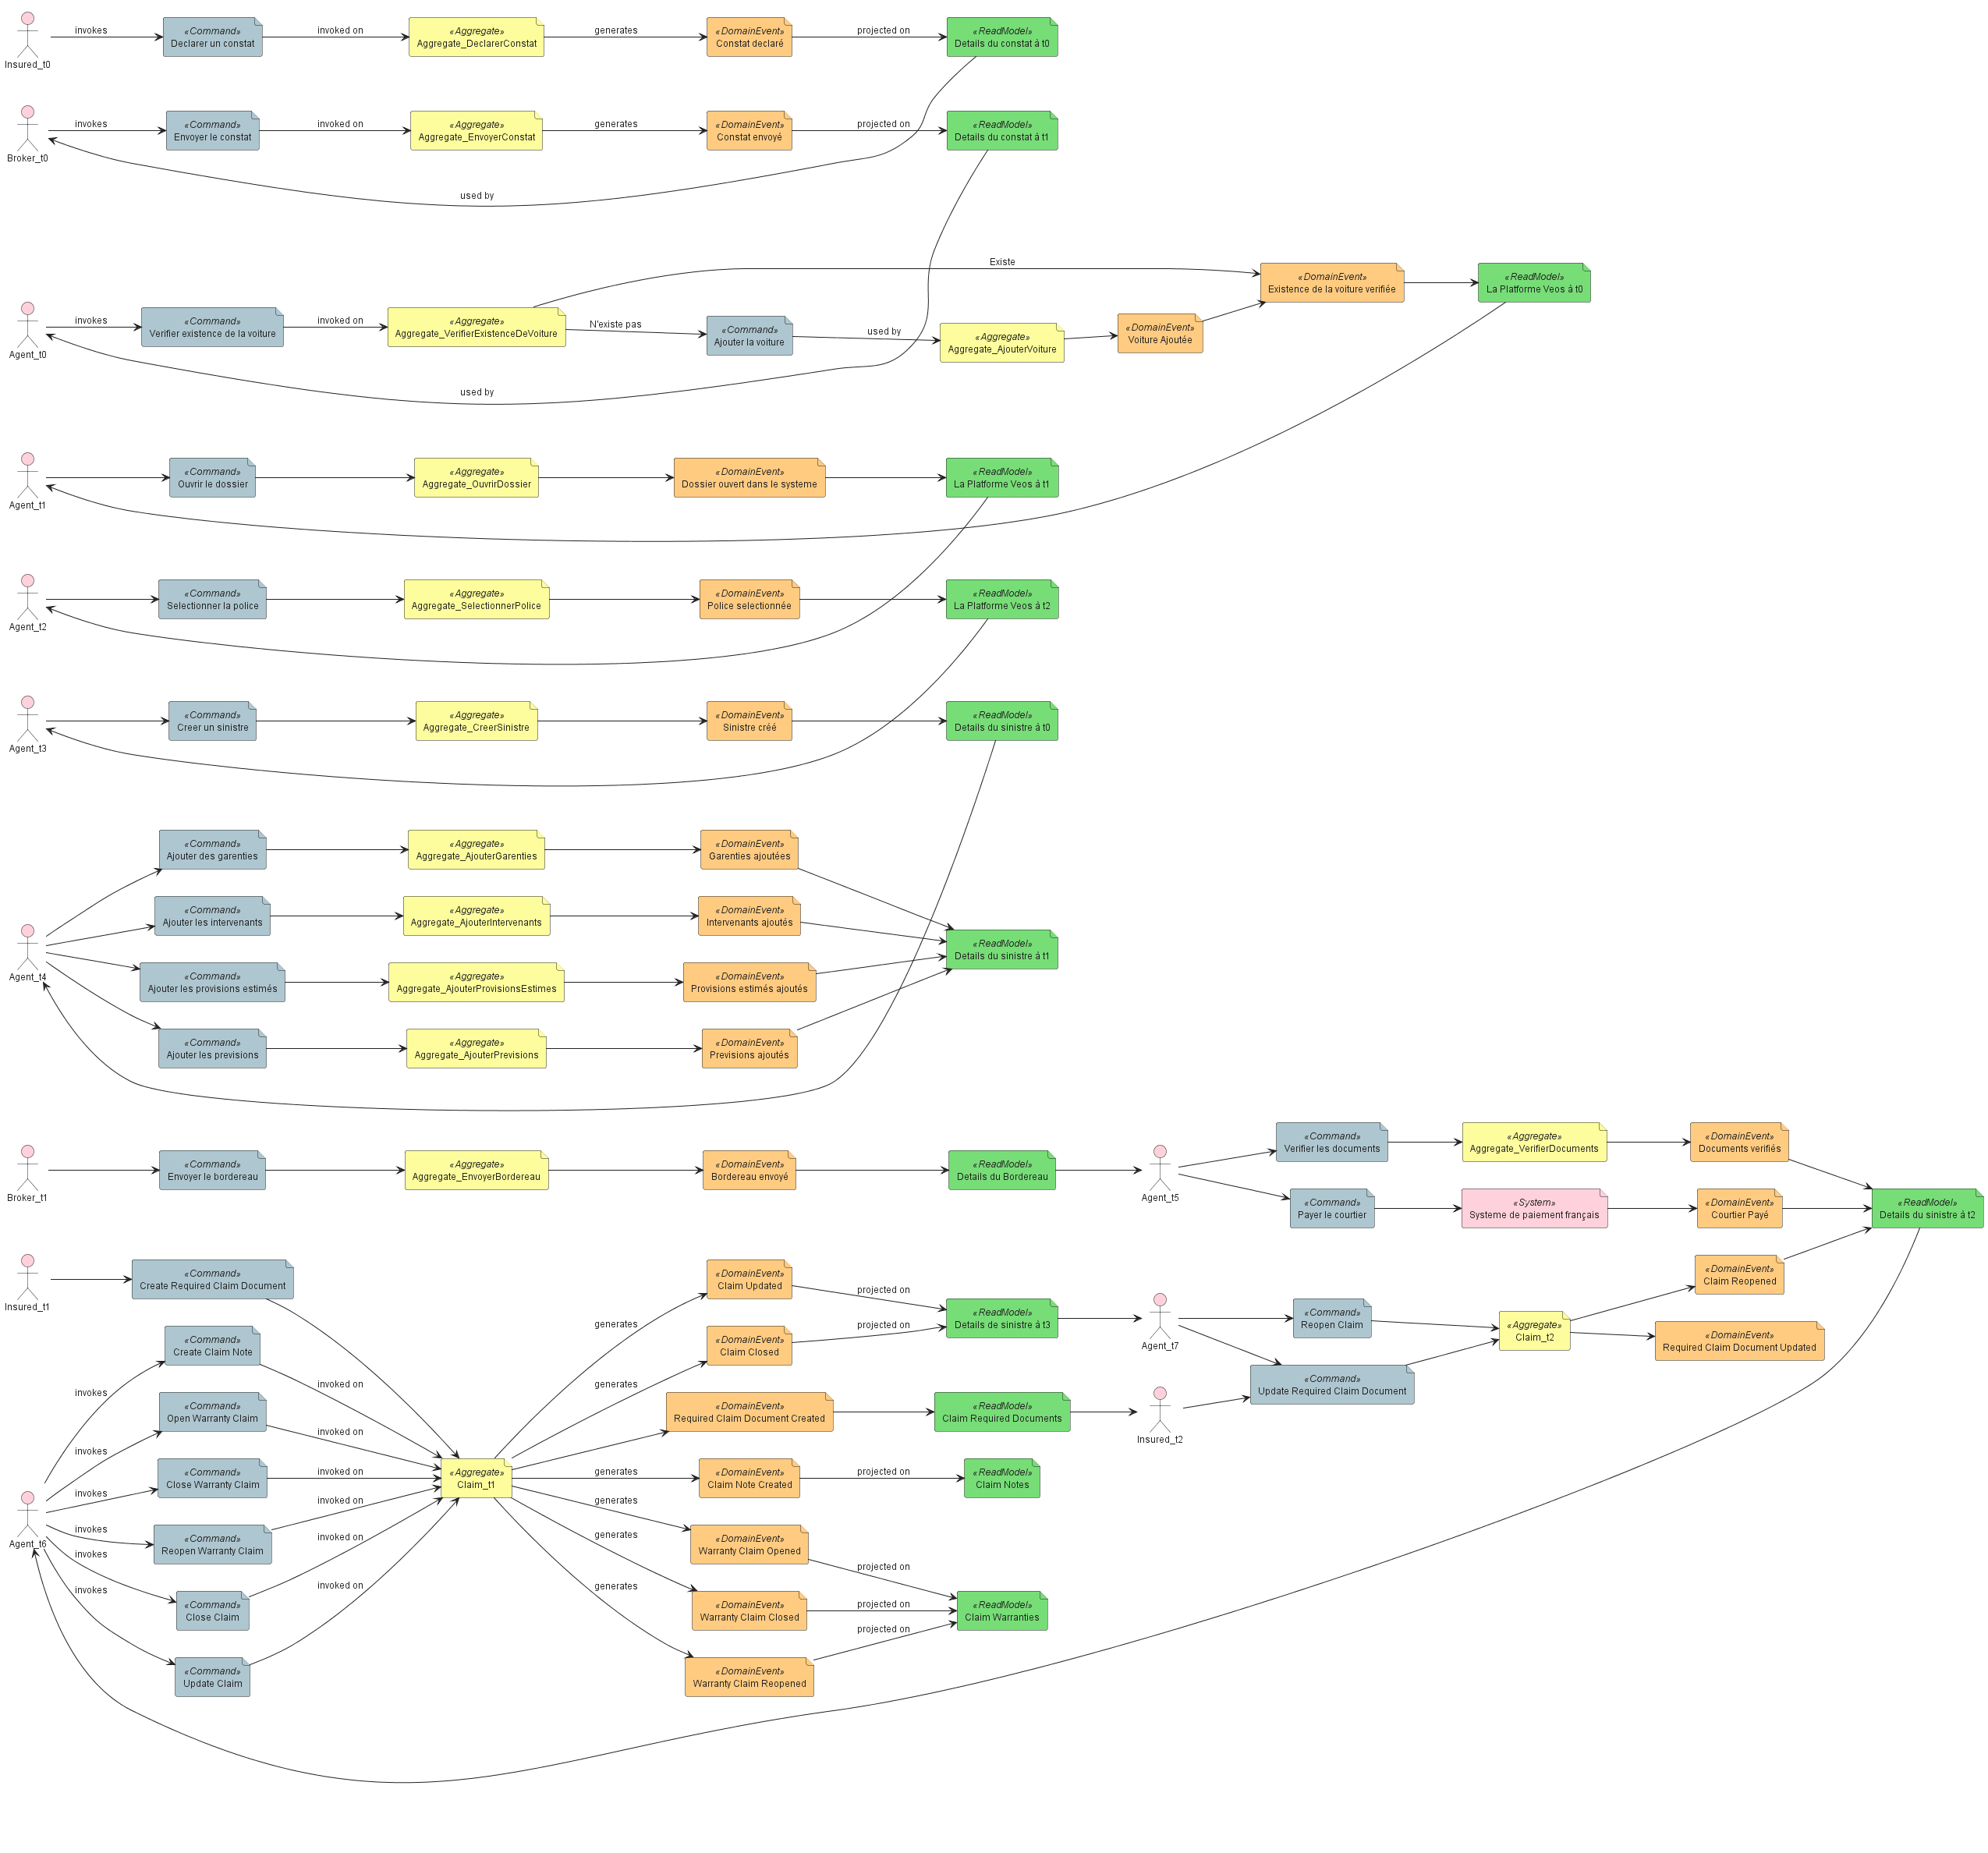 invokes
«Command»
Declarer un constat
invoked on
«Aggregate»
Aggregate_DeclarerConstat
generates
«DomainEvent»
Constat declaré
projected on
«ReadModel»
Details du constat à t0
Insured_t0
invokes
«Command»
Envoyer le constat
invoked on
«Aggregate»
Aggregate_EnvoyerConstat
generates
«DomainEvent»
Constat envoyé
projected on
«ReadModel»
Details du constat à t1
Broker_t0
used by
Existe
«DomainEvent»
Existence de la voiture verifiée
«ReadModel»
La Platforme Veos à t0
invokes
«Command»
Verifier existence de la voiture
invoked on
«Aggregate»
Aggregate_VerifierExistenceDeVoiture
N'existe pas
«Command»
Ajouter la voiture
used by
«Aggregate»
Aggregate_AjouterVoiture
«DomainEvent»
Voiture Ajoutée
Agent_t0
used by
«Command»
Ouvrir le dossier
«Aggregate»
Aggregate_OuvrirDossier
«DomainEvent»
Dossier ouvert dans le systeme
«ReadModel»
La Platforme Veos à t1
Agent_t1
«Command»
Selectionner la police
«Aggregate»
Aggregate_SelectionnerPolice
«DomainEvent»
Police selectionnée
«ReadModel»
La Platforme Veos à t2
Agent_t2
«Command»
Creer un sinistre
«Aggregate»
Aggregate_CreerSinistre
«DomainEvent»
Sinistre créé
«ReadModel»
Details du sinistre à t0
Agent_t3
«Command»
Ajouter des garenties
«Aggregate»
Aggregate_AjouterGarenties
«DomainEvent»
Garenties ajoutées
«Command»
Ajouter les intervenants
«Aggregate»
Aggregate_AjouterIntervenants
«DomainEvent»
Intervenants ajoutés
«ReadModel»
Details du sinistre à t1
Agent_t4
«Command»
Ajouter les provisions estimés
«Aggregate»
Aggregate_AjouterProvisionsEstimes
«DomainEvent»
Provisions estimés ajoutés
«Command»
Ajouter les previsions
«Aggregate»
Aggregate_AjouterPrevisions
«DomainEvent»
Previsions ajoutés
«Command»
Verifier les documents
«Aggregate»
Aggregate_VerifierDocuments
«DomainEvent»
Documents verifiés
«Command»
Envoyer le bordereau
«Aggregate»
Aggregate_EnvoyerBordereau
«DomainEvent»
Bordereau envoyé
«ReadModel»
Details du Bordereau
Broker_t1
Agent_t5
«Command»
Payer le courtier
«System»
Systeme de paiement français
«DomainEvent»
Courtier Payé
«ReadModel»
Details du sinistre à t2
«Command»
Create Required Claim Document
Insured_t1
«DomainEvent»
Claim Updated
projected on
«DomainEvent»
Claim Reopened
generates
«ReadModel»
Details de sinistre à t3
Agent_t7
«Command»
Reopen Claim
«Aggregate»
Claim_t2
«DomainEvent»
Required Claim Document Updated
«Command»
Create Claim Note
«DomainEvent»
Claim Closed
projected on
generates
«Command»
Update Required Claim Document
invokes
invoked on
«Command»
Open Warranty Claim
«DomainEvent»
Required Claim Document Created
«ReadModel»
Claim Required Documents
Insured_t2
invokes
invoked on
«Command»
Close Warranty Claim
invoked on
«Aggregate»
Claim_t1
generates
«DomainEvent»
Claim Note Created
projected on
«ReadModel»
Claim Notes
invokes
invoked on
generates
Agent_t6
invokes
«Command»
Reopen Warranty Claim
invoked on
generates
«DomainEvent»
Warranty Claim Opened
projected on
invokes
invoked on
generates
«Command»
Close Claim
«DomainEvent»
Warranty Claim Closed
projected on
«ReadModel»
Claim Warranties
invokes
projected on
«Command»
Update Claim
«DomainEvent»
Warranty Claim Reopened